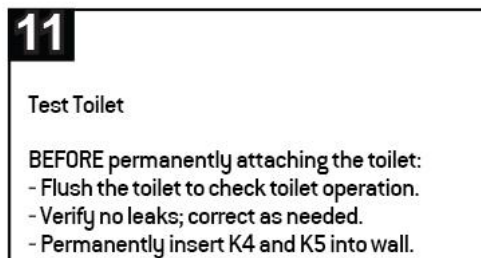 11
Test Toilet
BEFORE permanently attaching the toilet:
- Flush the toilet to check toilet operation.
- Verify no leaks; correct as needed.
- Permanently insert K4 and K5 into wall.